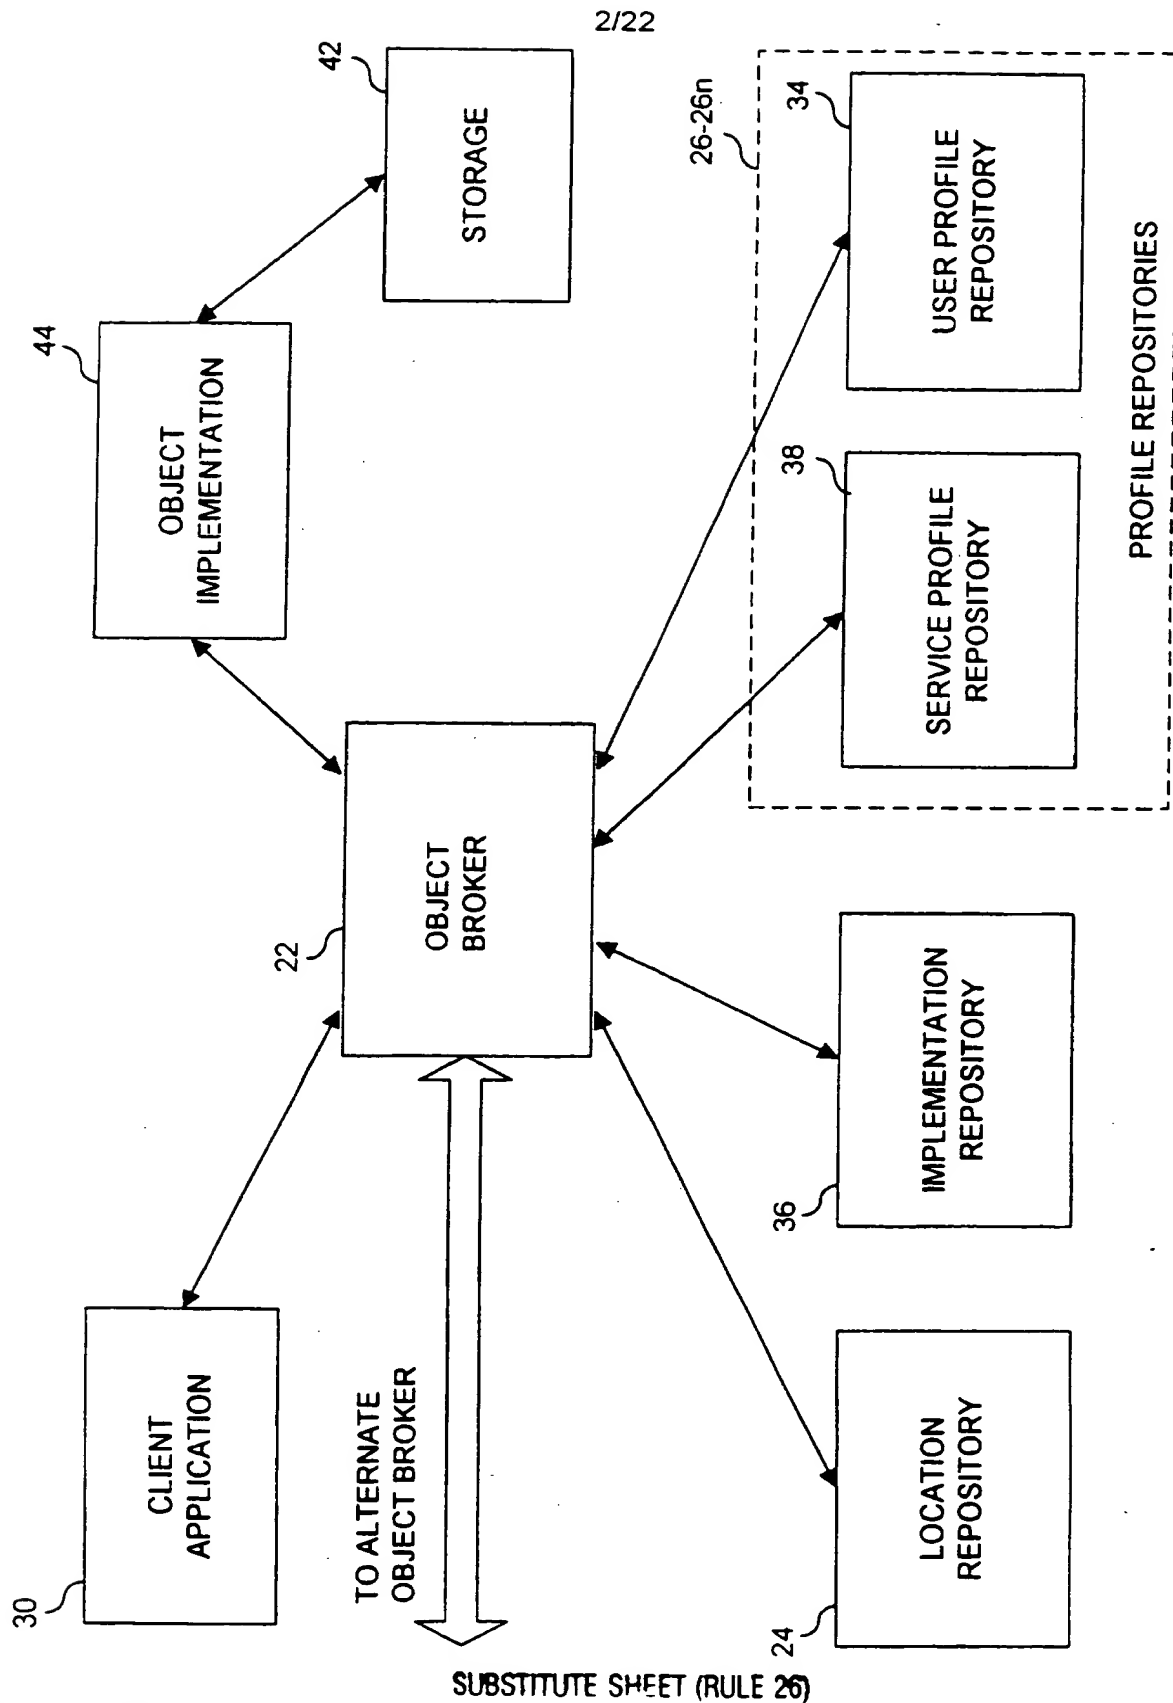 2/22
30
CLIENT
APPLICATION
44
OBJECT
IMPLEMENTATION
42
STORAGE
TO ALTERNATE
OBJECT BROKER
22
OBJECT
BROKER
24
LOCATION
REPOSITORY
36
IMPLEMENTATION
REPOSITORY
26-26n
38
SERVICE PROFILE
REPOSITORY
34
USER PROFILE
REPOSITORY
PROFILE REPOSITORIES
SUBSTITUTE SHEET (RULE 26)